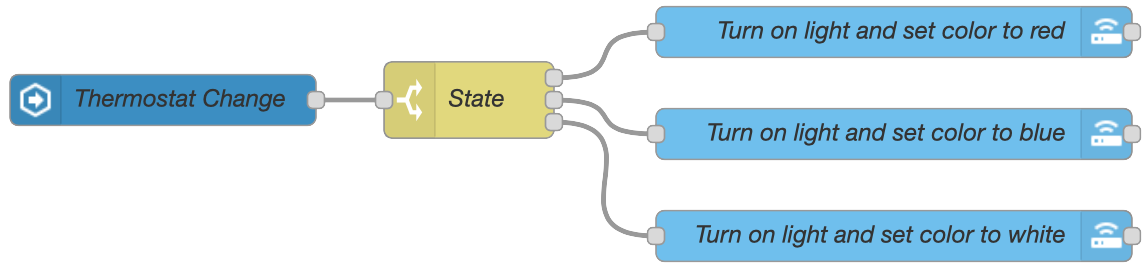 Turn on light and set color to red
Thermostat Change
State
Turn on light and set color to blue
Turn on light and set color to white